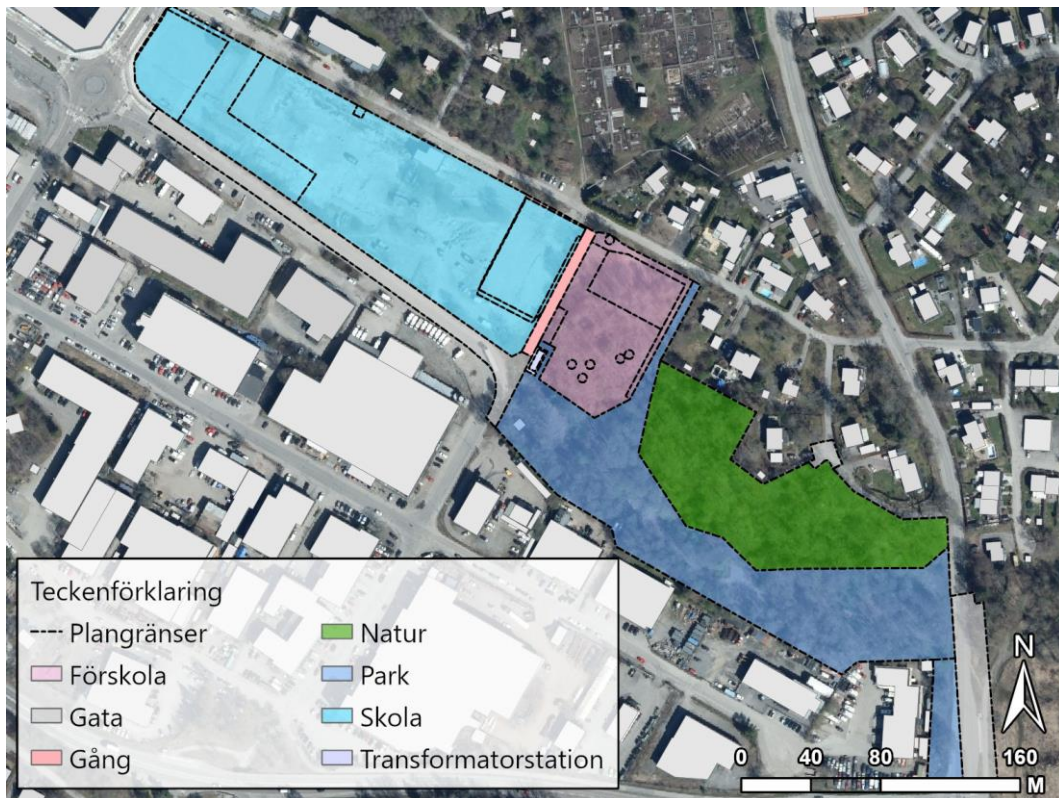 Teckenförklaring
Plangränser
Förskola
Gata
Gång
Natur
Park
Skola
Transformatorstation
N
0 40 80 160
M